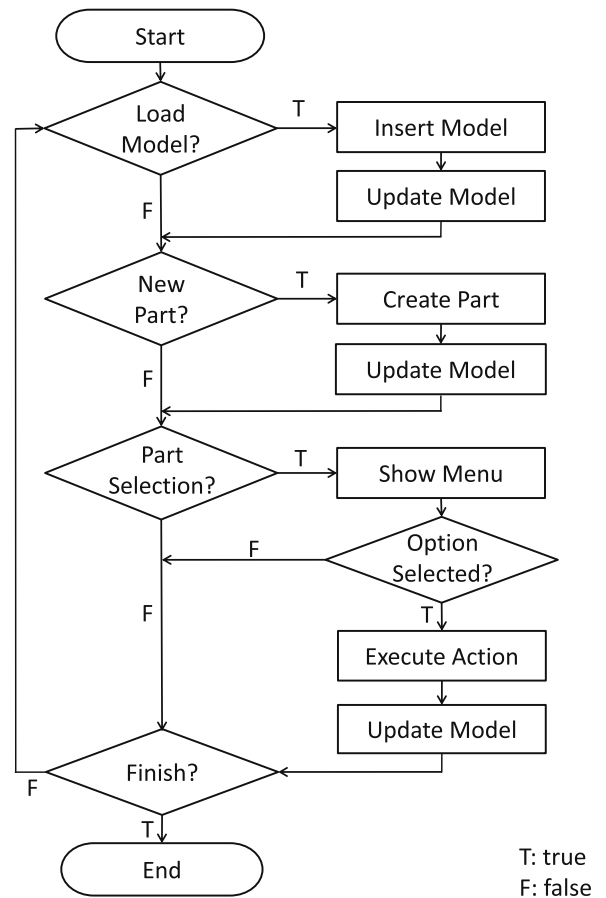 Start
Load
Model?
T
Insert Model
Update Model
F
New
Part?
T
Create Part
Update Model
F
Part
Selection?
T
Show Menu
Option
Selected?
F
T
F
Execute Action
Update Model
Finish?
F
T
End
T: true
F: false